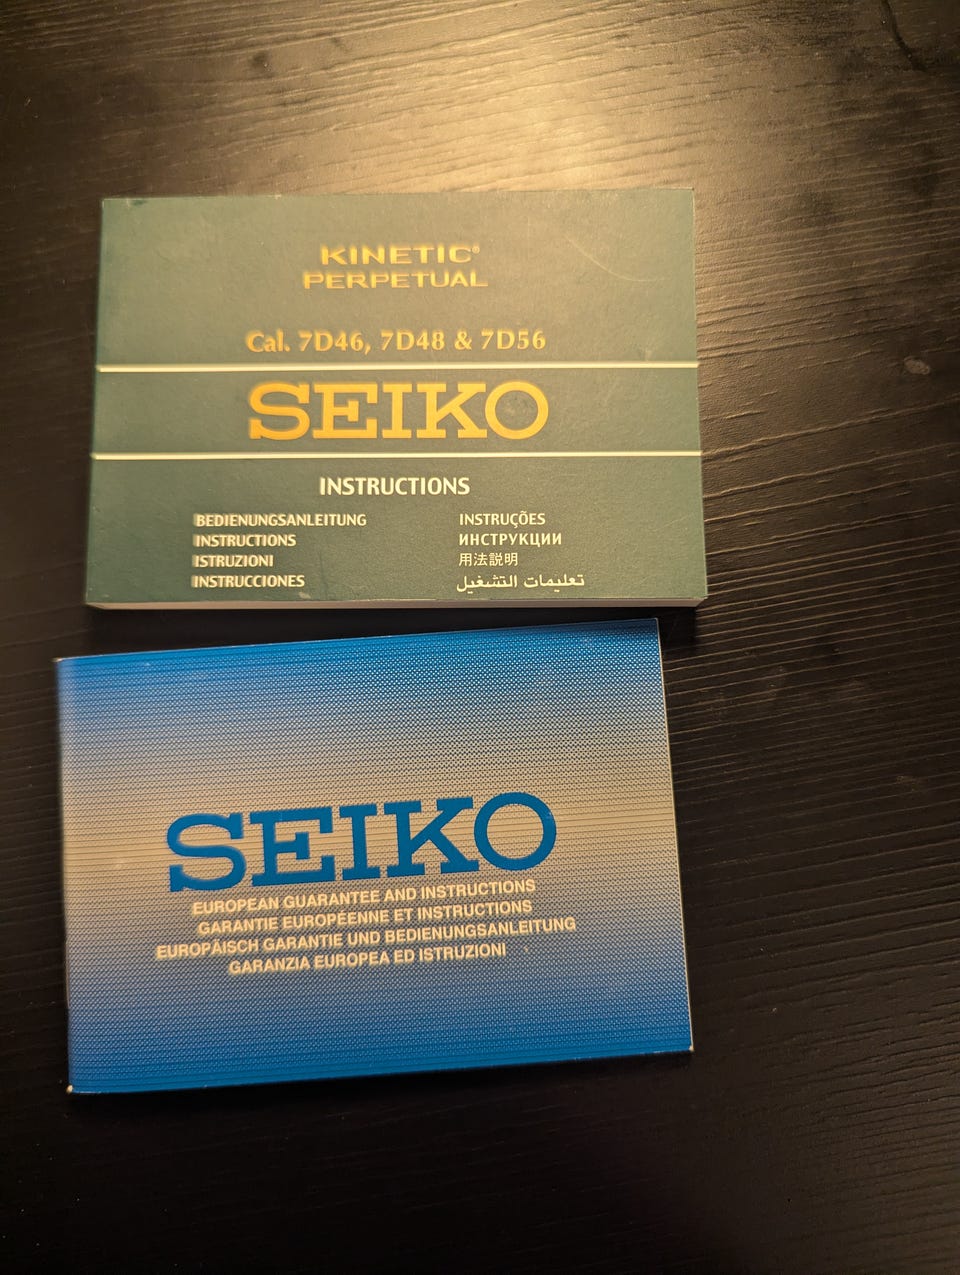 KINETIC®
PERPETUAL
Cal. 7D46, 7D48 & 7D56
SEIKO
INSTRUCTIONS
BEDIENUNGSANLEITUNG
INSTRUCTIONS
ISTRUZIONI
INSTRUCCIONES
INSTRUÇÕES
ИНСТРУКЦИИ
用法説明
تعليمات التشغيل
SEIKO
EUROPEAN GUARANTEE AND INSTRUCTIONS
GARANTIE EUROPÉENNE ET INSTRUCTIONS
EUROPÄISCH GARANTIE UND BEDIENUNGSANLEITUNG
GARANZIA EUROPEA ED ISTRUZIONI